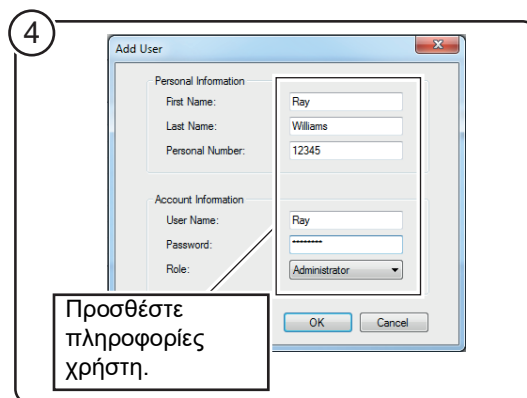 4
Add User
Personal Information
First Name: Ray
Last Name: Williams
Personal Number: 12345
Account Information
User Name: Ray
Password: ********
Role: Administrator
Προσθέστε
πληροφορίες
χρήστη.
OK Cancel